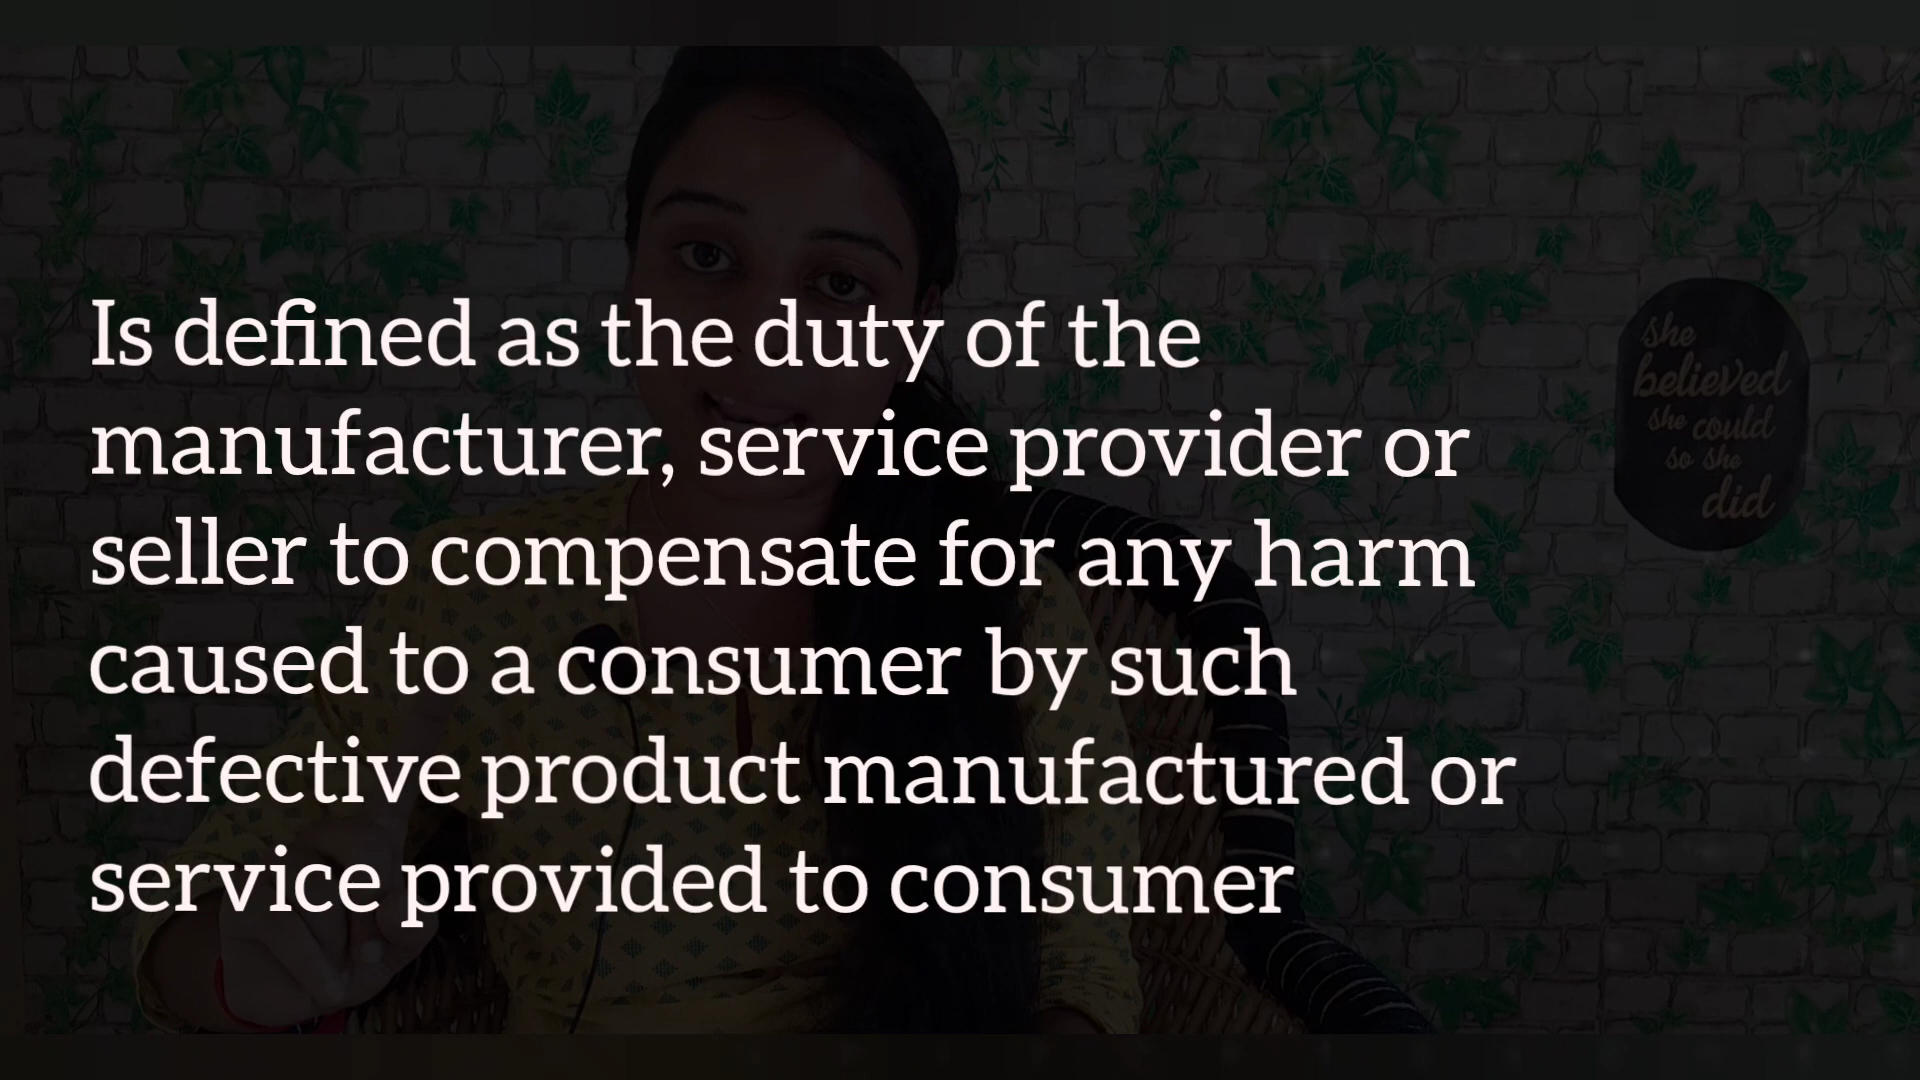 Is defined as the duty of the
manufacturer, service provider or
seller to compensate for any harm
caused to a consumer by such
defective product manufactured or
service provided to consumer
she
believed
she could
so she
did